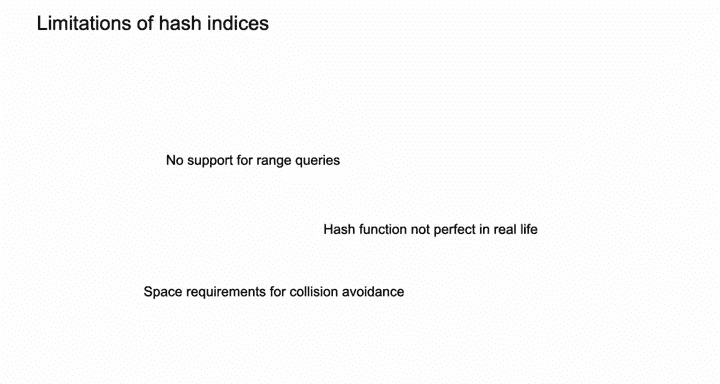 Limitations of hash indices
No support for range queries
Hash function not perfect in real life
Space requirements for collision avoidance